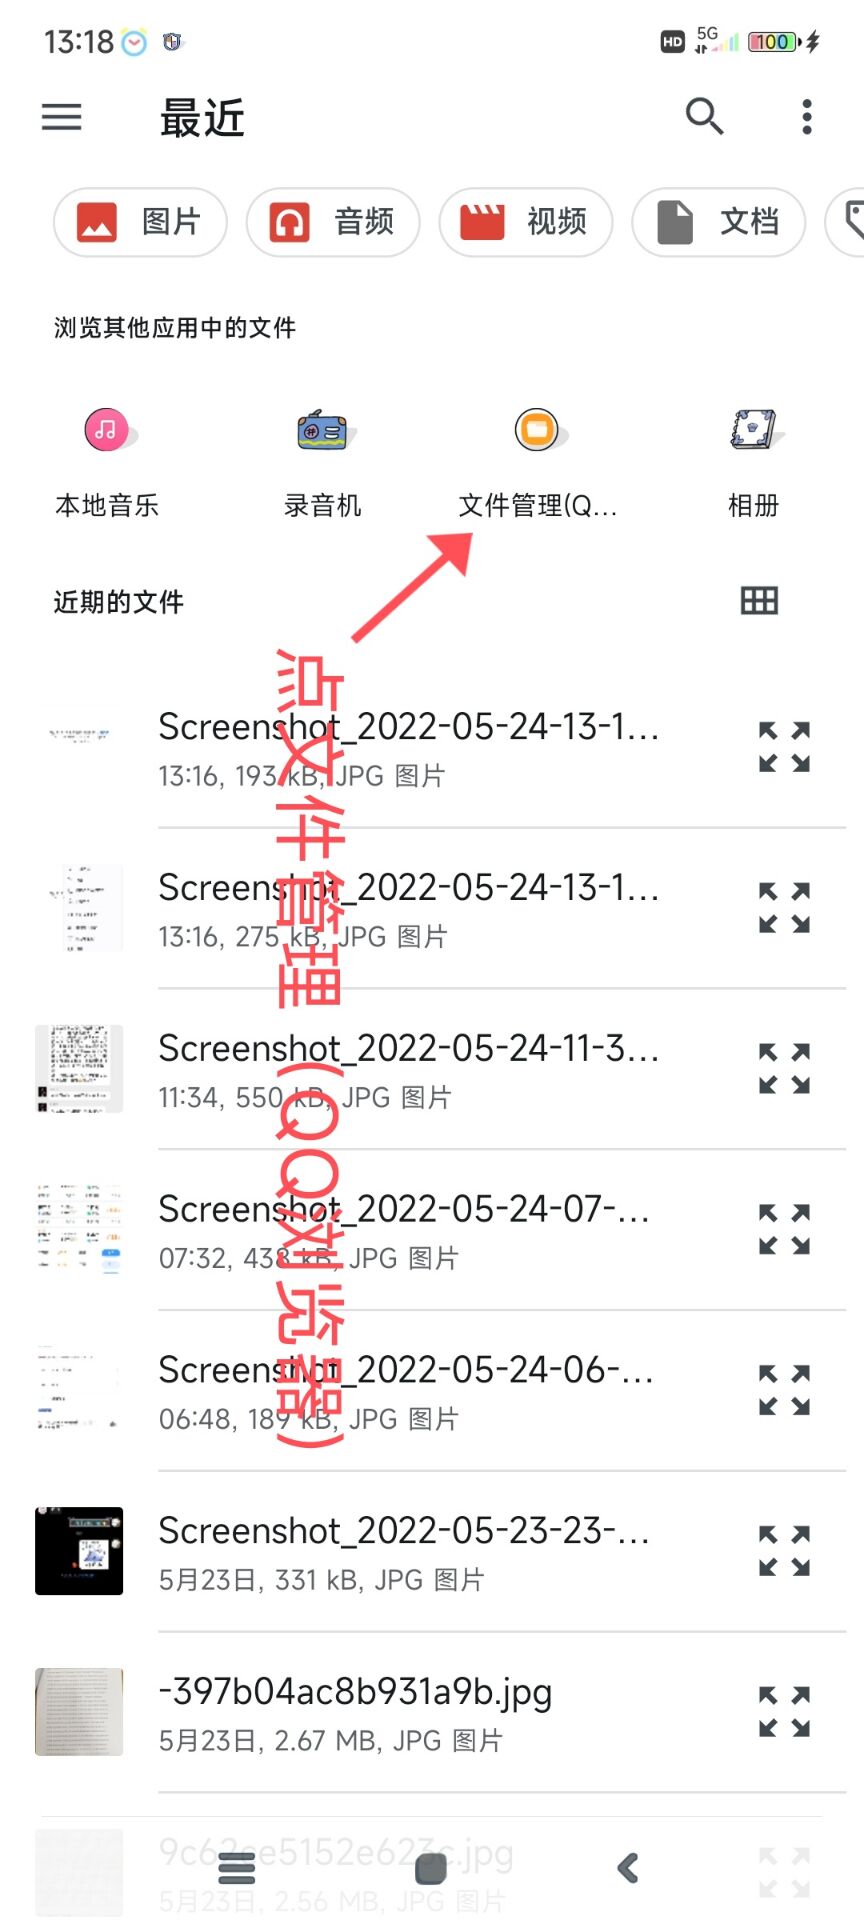 13:18
HD 5G 100
最近
图片 音频 视频 文档
浏览其他应用中的文件
本地音乐 录音机 文件管理(Q... 相册
近期的文件
点文件管理（QQ浏览器）
Screenshot_2022-05-24-13-1...
13:16, 193 kB, JPG 图片
Screenshot_2022-05-24-13-1...
13:16, 275 kB, JPG 图片
Screenshot_2022-05-24-11-3...
11:34, 550 kB, JPG 图片
Screenshot_2022-05-24-07-...
07:32, 438 kB, JPG 图片
Screenshot_2022-05-24-06-...
06:48, 189 kB, JPG 图片
Screenshot_2022-05-23-23-...
5月23日, 331 kB, JPG 图片
-397b04ac8b931a9b.jpg
5月23日, 2.67 MB, JPG 图片
9c62ce5152e623c.jpg
5月23日, 2.56 MB, JPG 图片